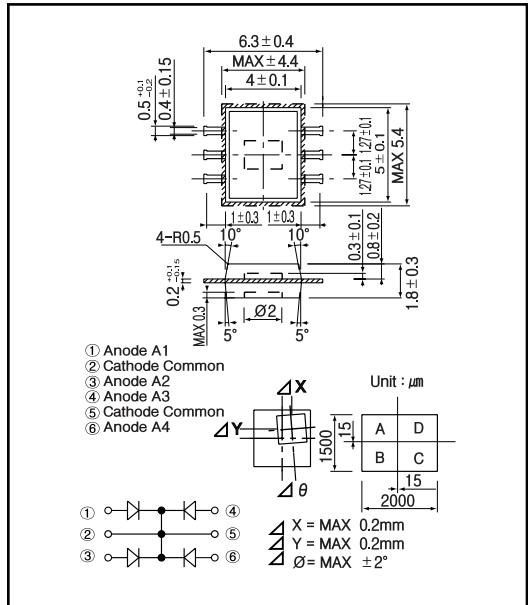 6.3±0.4
MAX±4.4
4±0.1
0.5 +0.1 -0.2
0.4±0.15
1.27±0.1 1.27±0.1
5±0.1
MAX 5.4
1±0.3 1±0.3
10° 10°
4-R0.5
0.3±0.1
0.8±0.2
1.8±0.3
0.2 +0.1 -0.15
MAX 0.3
Ø2
5° 5°
① Anode A1
② Cathode Common
③ Anode A2
④ Anode A3
⑤ Cathode Common
⑥ Anode A4
⊿X
⊿Y
⊿θ
Unit : μm
A D
B C
1500
15
15
2000
① ④
② ⑤
③ ⑥
⊿ X = MAX 0.2mm
⊿ Y = MAX 0.2mm
⊿ Ø= MAX ±2°